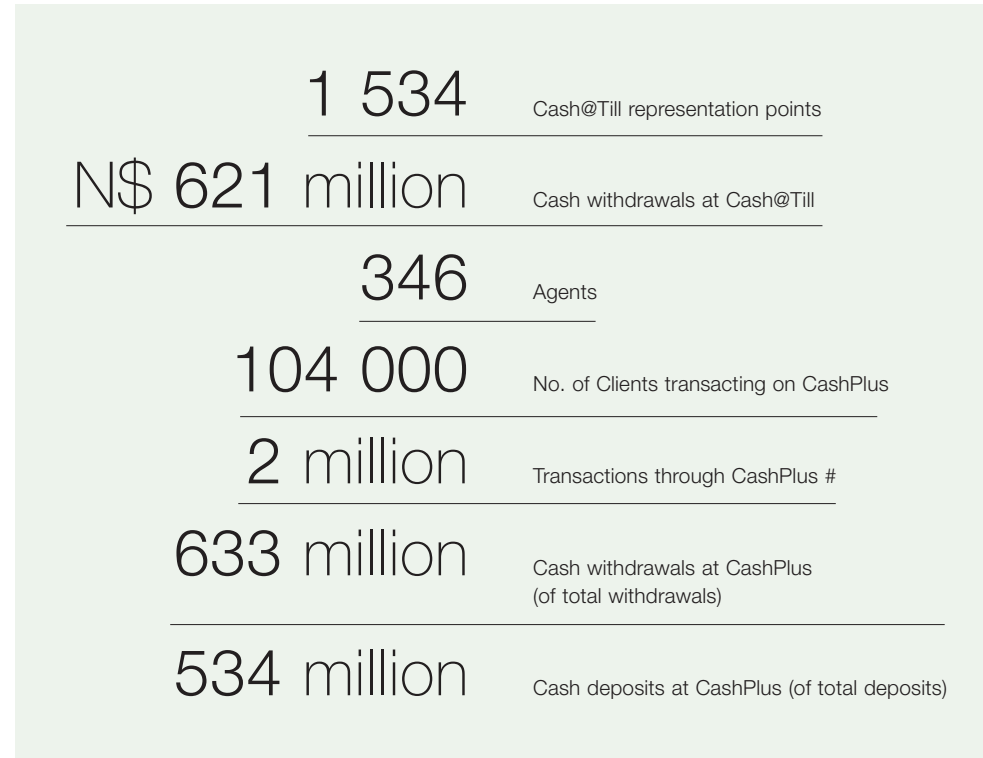 1 534 Cash@Till representation points
N$ 621 million Cash withdrawals at Cash@Till
346 Agents
104 000 No. of Clients transacting on CashPlus
2 million Transactions through CashPlus #
633 million Cash withdrawals at CashPlus
(of total withdrawals)
534 million Cash deposits at CashPlus (of total deposits)